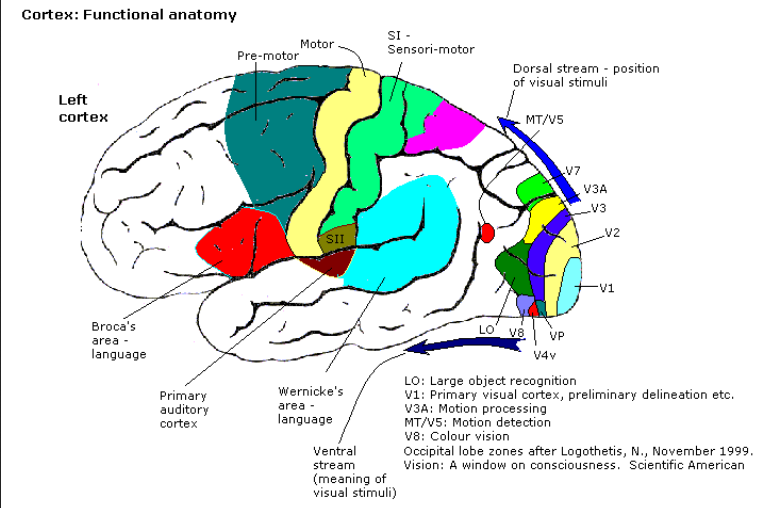 Cortex: Functional anatomy
SI -
Sensori-motor
Motor
Pre-motor
Dorsal stream - position
of visual stimuli
Left
cortex
MT/V5
V7
V3A
V3
V2
SII
V1
LO
V8
VP
V4v
Broca's
area -
language
Primary
auditory
cortex
Wernicke's
area -
language
Ventral
stream
(meaning of
visual stimuli)
LO: Large object recognition
V1: Primary visual cortex, preliminary delineation etc.
V3A: Motion processing
MT/V5: Motion detection
V8: Colour vision
Occipital lobe zones after Logothetis, N., November 1999.
Vision: A window on consciousness. Scientific American